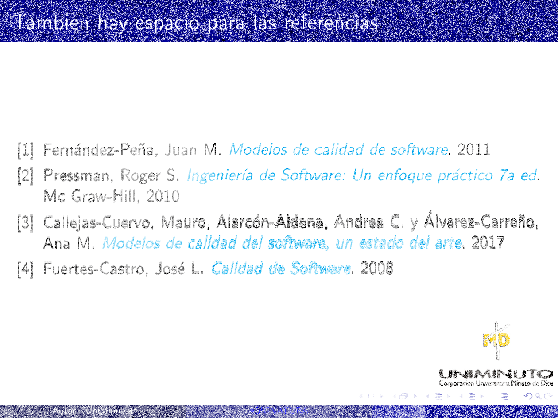 También hay espacio para las referencias
[1] Fernández-Peña, Juan M. Modelos de calidad de software. 2011
[2] Pressman, Roger S. Ingeniería de Software: Un enfoque práctico 7a ed.
Mc Graw-Hill, 2010
[3] Callejas-Cuervo, Mauro, Alarcón-Aldana, Andrea C. y Álvarez-Carreño,
Ana M. Modelos de calidad del software, un estado del arte. 2017
[4] Fuertes-Castro, José L. Calidad de Software. 2008
MD
UNIMINUTO
Corporación Universitaria Minuto de Dios